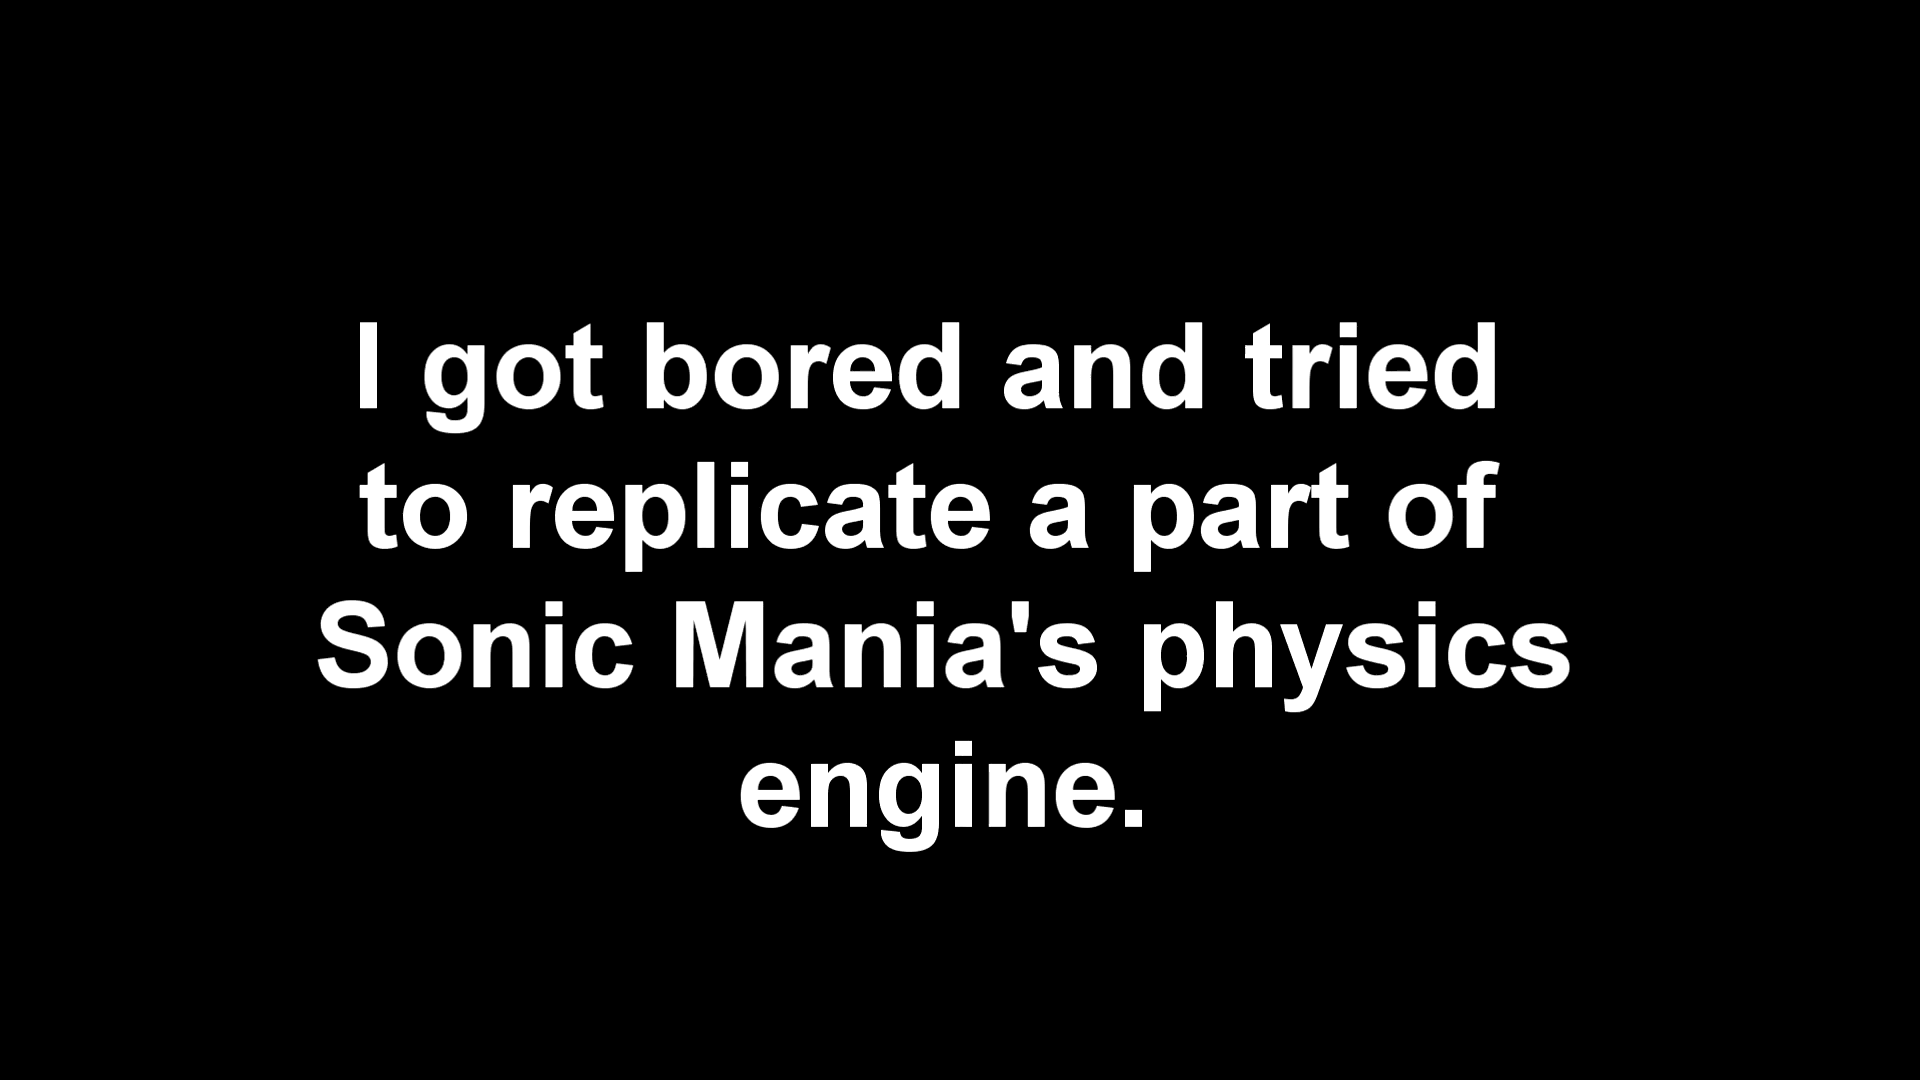 I got bored and tried
to replicate a part of
Sonic Mania's physics
engine.